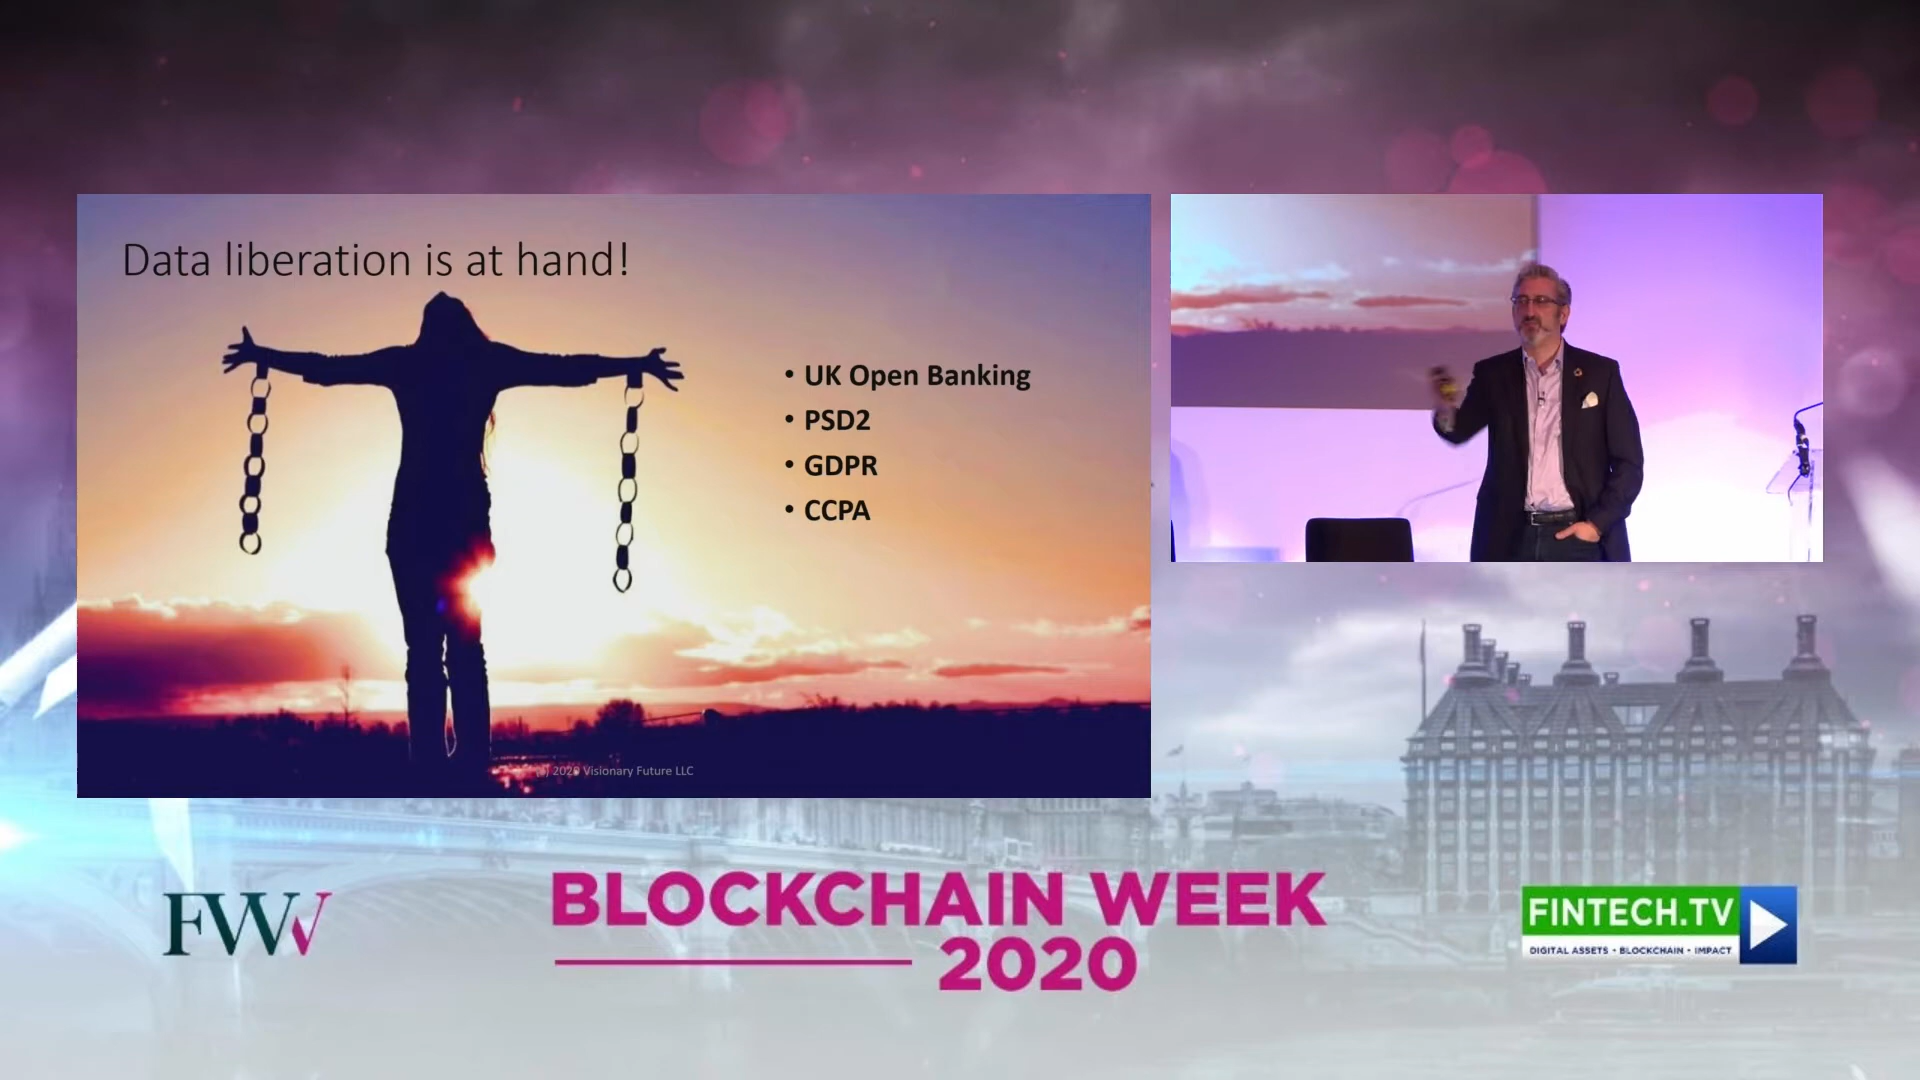 Data liberation is at hand!
• UK Open Banking
• PSD2
• GDPR
• CCPA
(c) 2020 Visionary Future LLC
FWW
BLOCKCHAIN WEEK
2020
FINTECH.TV
DIGITAL ASSETS • BLOCKCHAIN • IMPACT